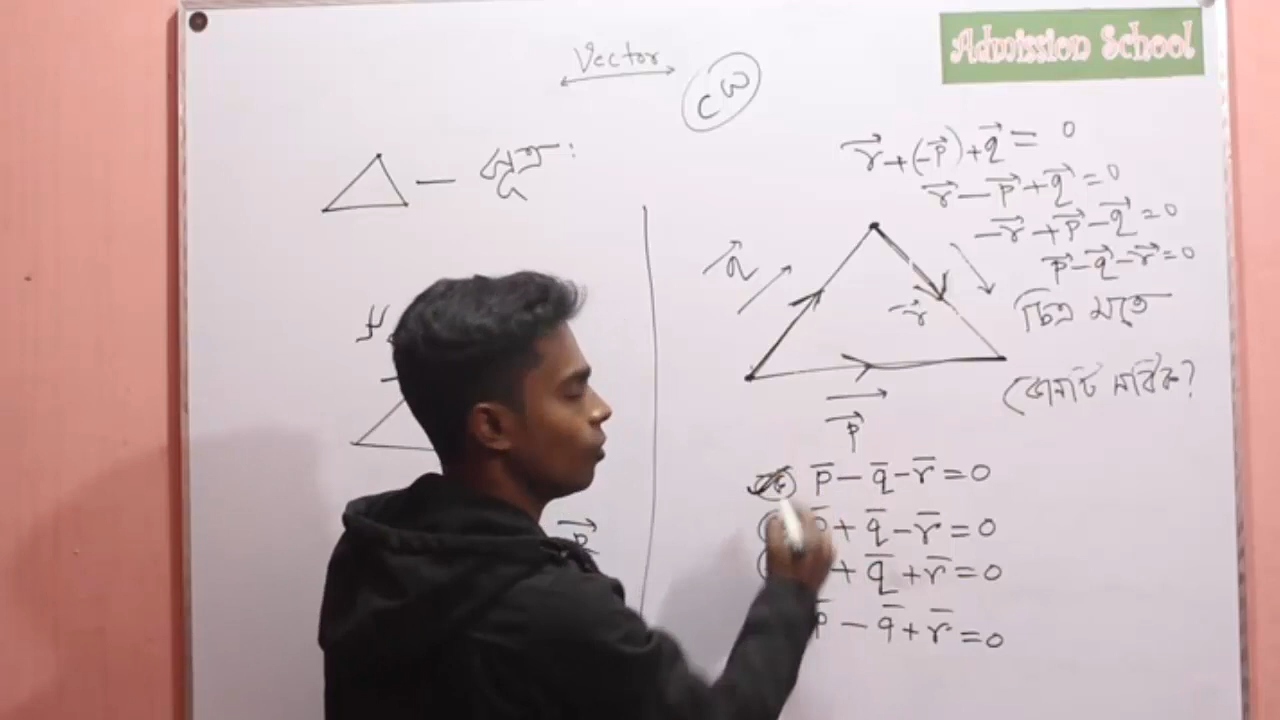 Admission School
Vector
CW
সূত্র:
r⃗ + (-p⃗) + q⃗ = 0
r⃗ - p⃗ + q⃗ = 0
-r⃗ + p⃗ - q⃗ = 0
p⃗ - q⃗ - r⃗ = 0
r⃗
চিত্র মতে
কোনটি সঠিক?
p⃗
p̄ - q̄ - r̄ = 0
+ q̄ - r̄ = 0
+ q̄ + r̄ = 0
p̄ - q̄ + r̄ = 0